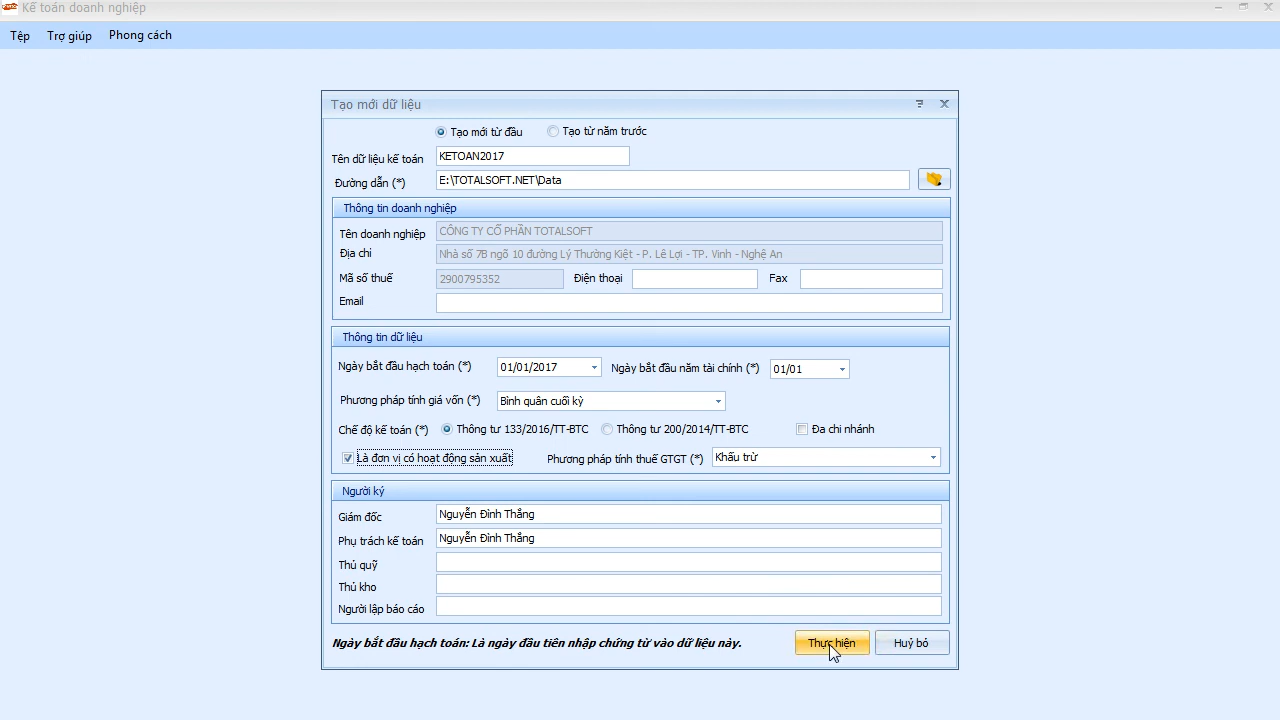 Kế toán doanh nghiệp
Tệp Trợ giúp Phong cách
Tạo mới dữ liệu
Tạo mới từ đầu Tạo từ năm trước
Tên dữ liệu kế toán KETOAN2017
Đường dẫn (*) E:\TOTALSOFT.NET\Data
Thông tin doanh nghiệp
Tên doanh nghiệp CÔNG TY CỔ PHẦN TOTALSOFT
Địa chỉ Nhà số 7B ngõ 10 đường Lý Thường Kiệt - P. Lê Lợi - TP. Vinh - Nghệ An
Mã số thuế 2900795352 Điện thoại Fax
Email
Thông tin dữ liệu
Ngày bắt đầu hạch toán (*) 01/01/2017 Ngày bắt đầu năm tài chính (*) 01/01
Phương pháp tính giá vốn (*) Bình quân cuối kỳ
Chế độ kế toán (*) Thông tư 133/2016/TT-BTC Thông tư 200/2014/TT-BTC Đa chi nhánh
Là đơn vị có hoạt động sản xuất Phương pháp tính thuế GTGT (*) Khấu trừ
Người ký
Giám đốc Nguyễn Đình Thắng
Phụ trách kế toán Nguyễn Đình Thắng
Thủ quỹ
Thủ kho
Người lập báo cáo
Ngày bắt đầu hạch toán: Là ngày đầu tiên nhập chứng từ vào dữ liệu này. Thực hiện Huỷ bỏ